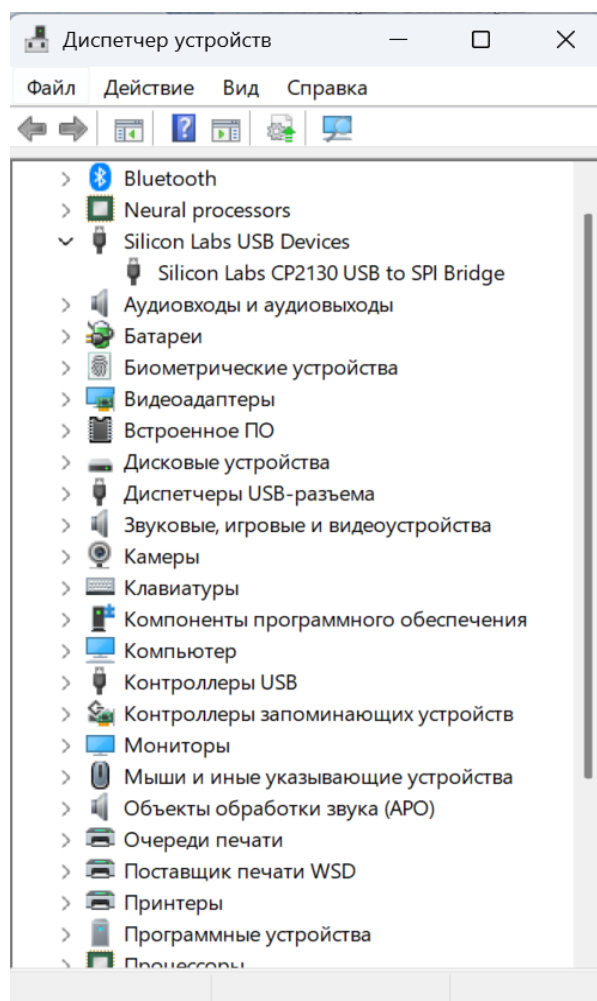 Диспетчер устройств
Файл Действие Вид Справка
Bluetooth
Neural processors
Silicon Labs USB Devices
Silicon Labs CP2130 USB to SPI Bridge
Аудиовходы и аудиовыходы
Батареи
Биометрические устройства
Видеоадаптеры
Встроенное ПО
Дисковые устройства
Диспетчеры USB-разъема
Звуковые, игровые и видеоустройства
Камеры
Клавиатуры
Компоненты программного обеспечения
Компьютер
Контроллеры USB
Контроллеры запоминающих устройств
Мониторы
Мыши и иные указывающие устройства
Объекты обработки звука (APO)
Очереди печати
Поставщик печати WSD
Принтеры
Программные устройства
Процессоры